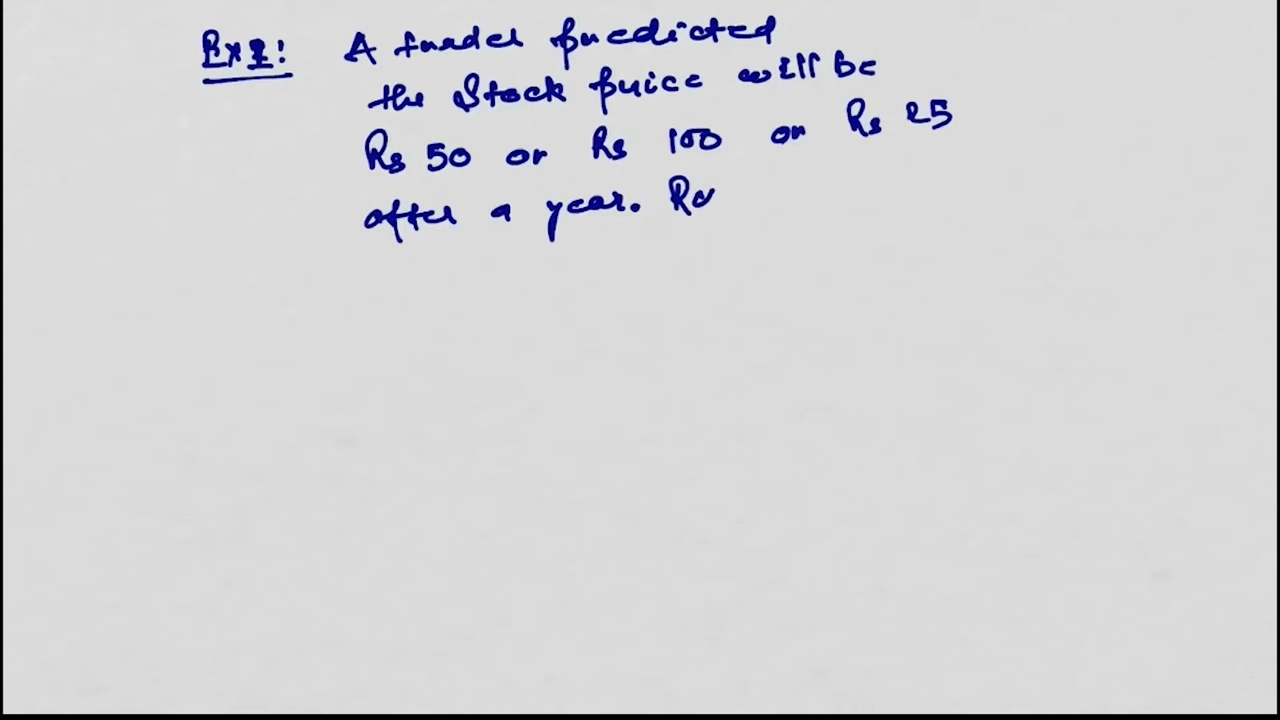 Ex 2: A trader predicted
the Stock price will be
Rs 50 or Rs 100 or Rs 25
after a year.